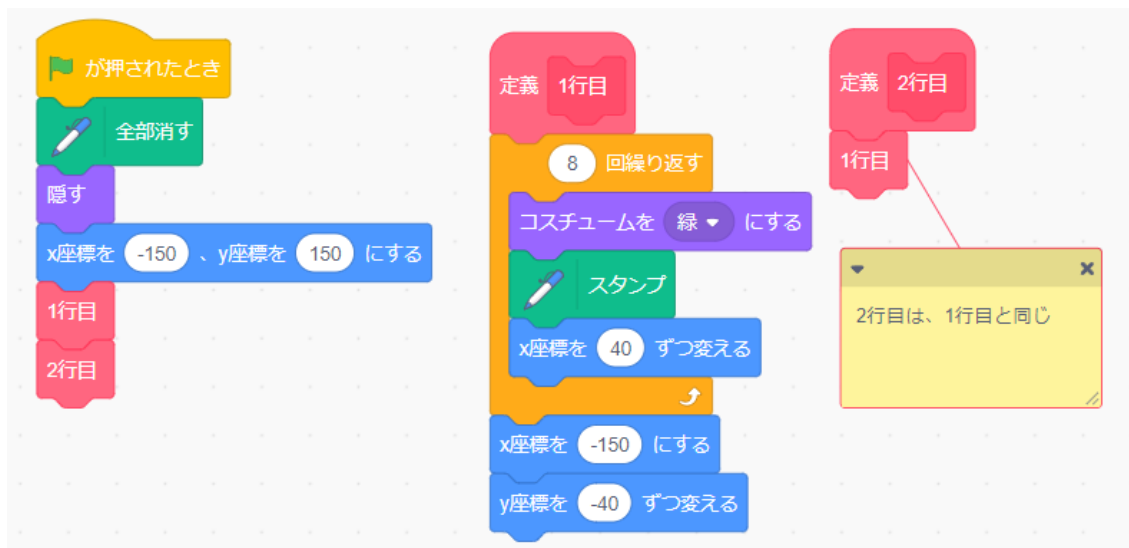 が押されたとき
全部消す
隠す
x座標を -150 、y座標を 150 にする
1行目
2行目
定義 1行目
8 回繰り返す
コスチュームを 緑 にする
スタンプ
x座標を 40 ずつ変える
x座標を -150 にする
y座標を -40 ずつ変える
定義 2行目
1行目
2行目は、1行目と同じ